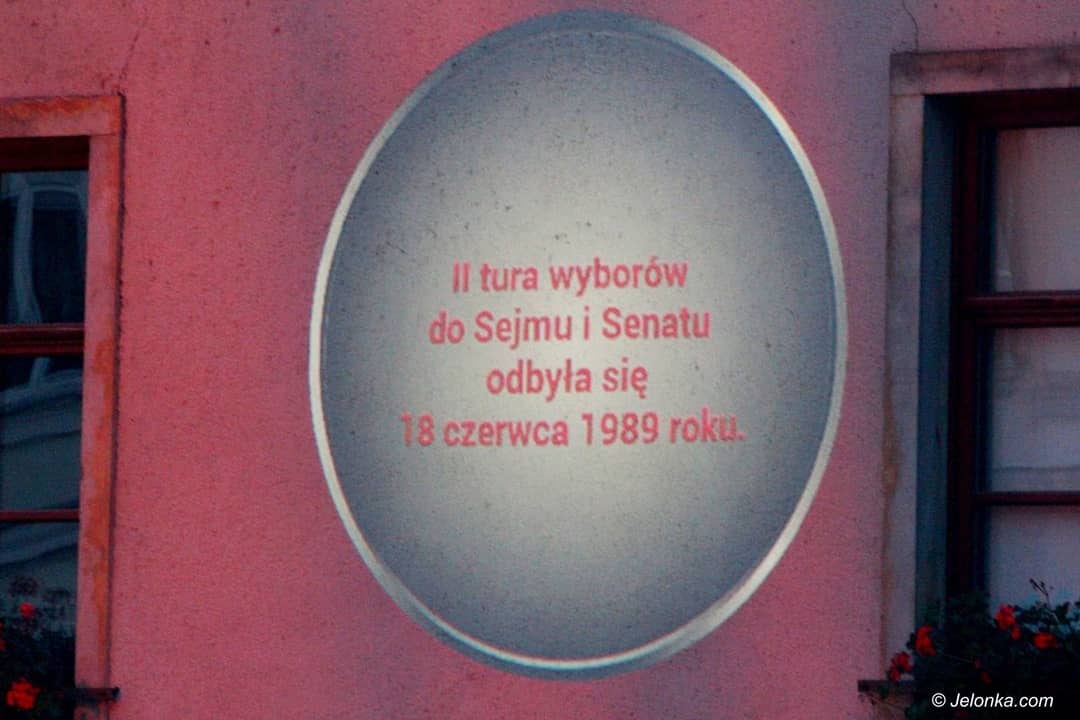 II tura wyborów
do Sejmu i Senatu
odbyła się
18 czerwca 1989 roku.
© Jelonka.com